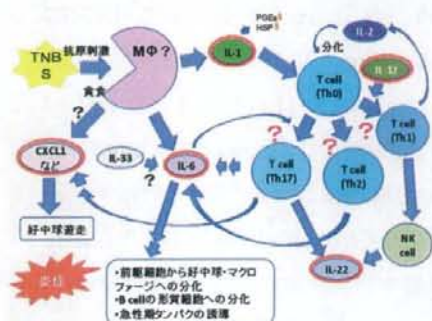 PGEs↓
HSP↓
IL-2
TNB
S
抗原刺激
MΦ？
IL-1
分化
IL-12
T cell
(Th0)
貪食
?
T cell
(Th1)
CXCL1
など
IL-33
?
IL-6
?
T cell
(Th17)
?
T cell
(Th2)
?
好中球遊走
NK
cell
炎症
IL-22
・前駆細胞から好中球・マクロ
ファージへの分化
・B cellの形質細胞への分化
・急性期タンパクの誘導